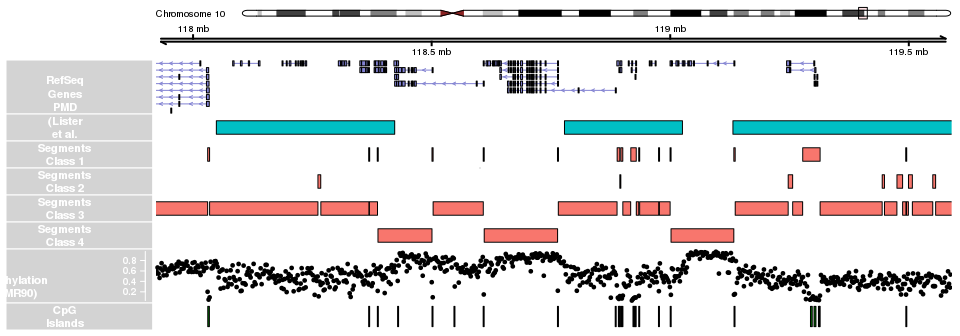 Chromosome 10
118 mb
119 mb
118.5 mb
119.5 mb
RefSeq
Genes
PMD
(Lister
et al.
Segments
Class 1
Segments
Class 2
Segments
Class 3
Segments
Class 4
0.8
0.6
0.4
0.2
hylation
MR90)
CpG
Islands